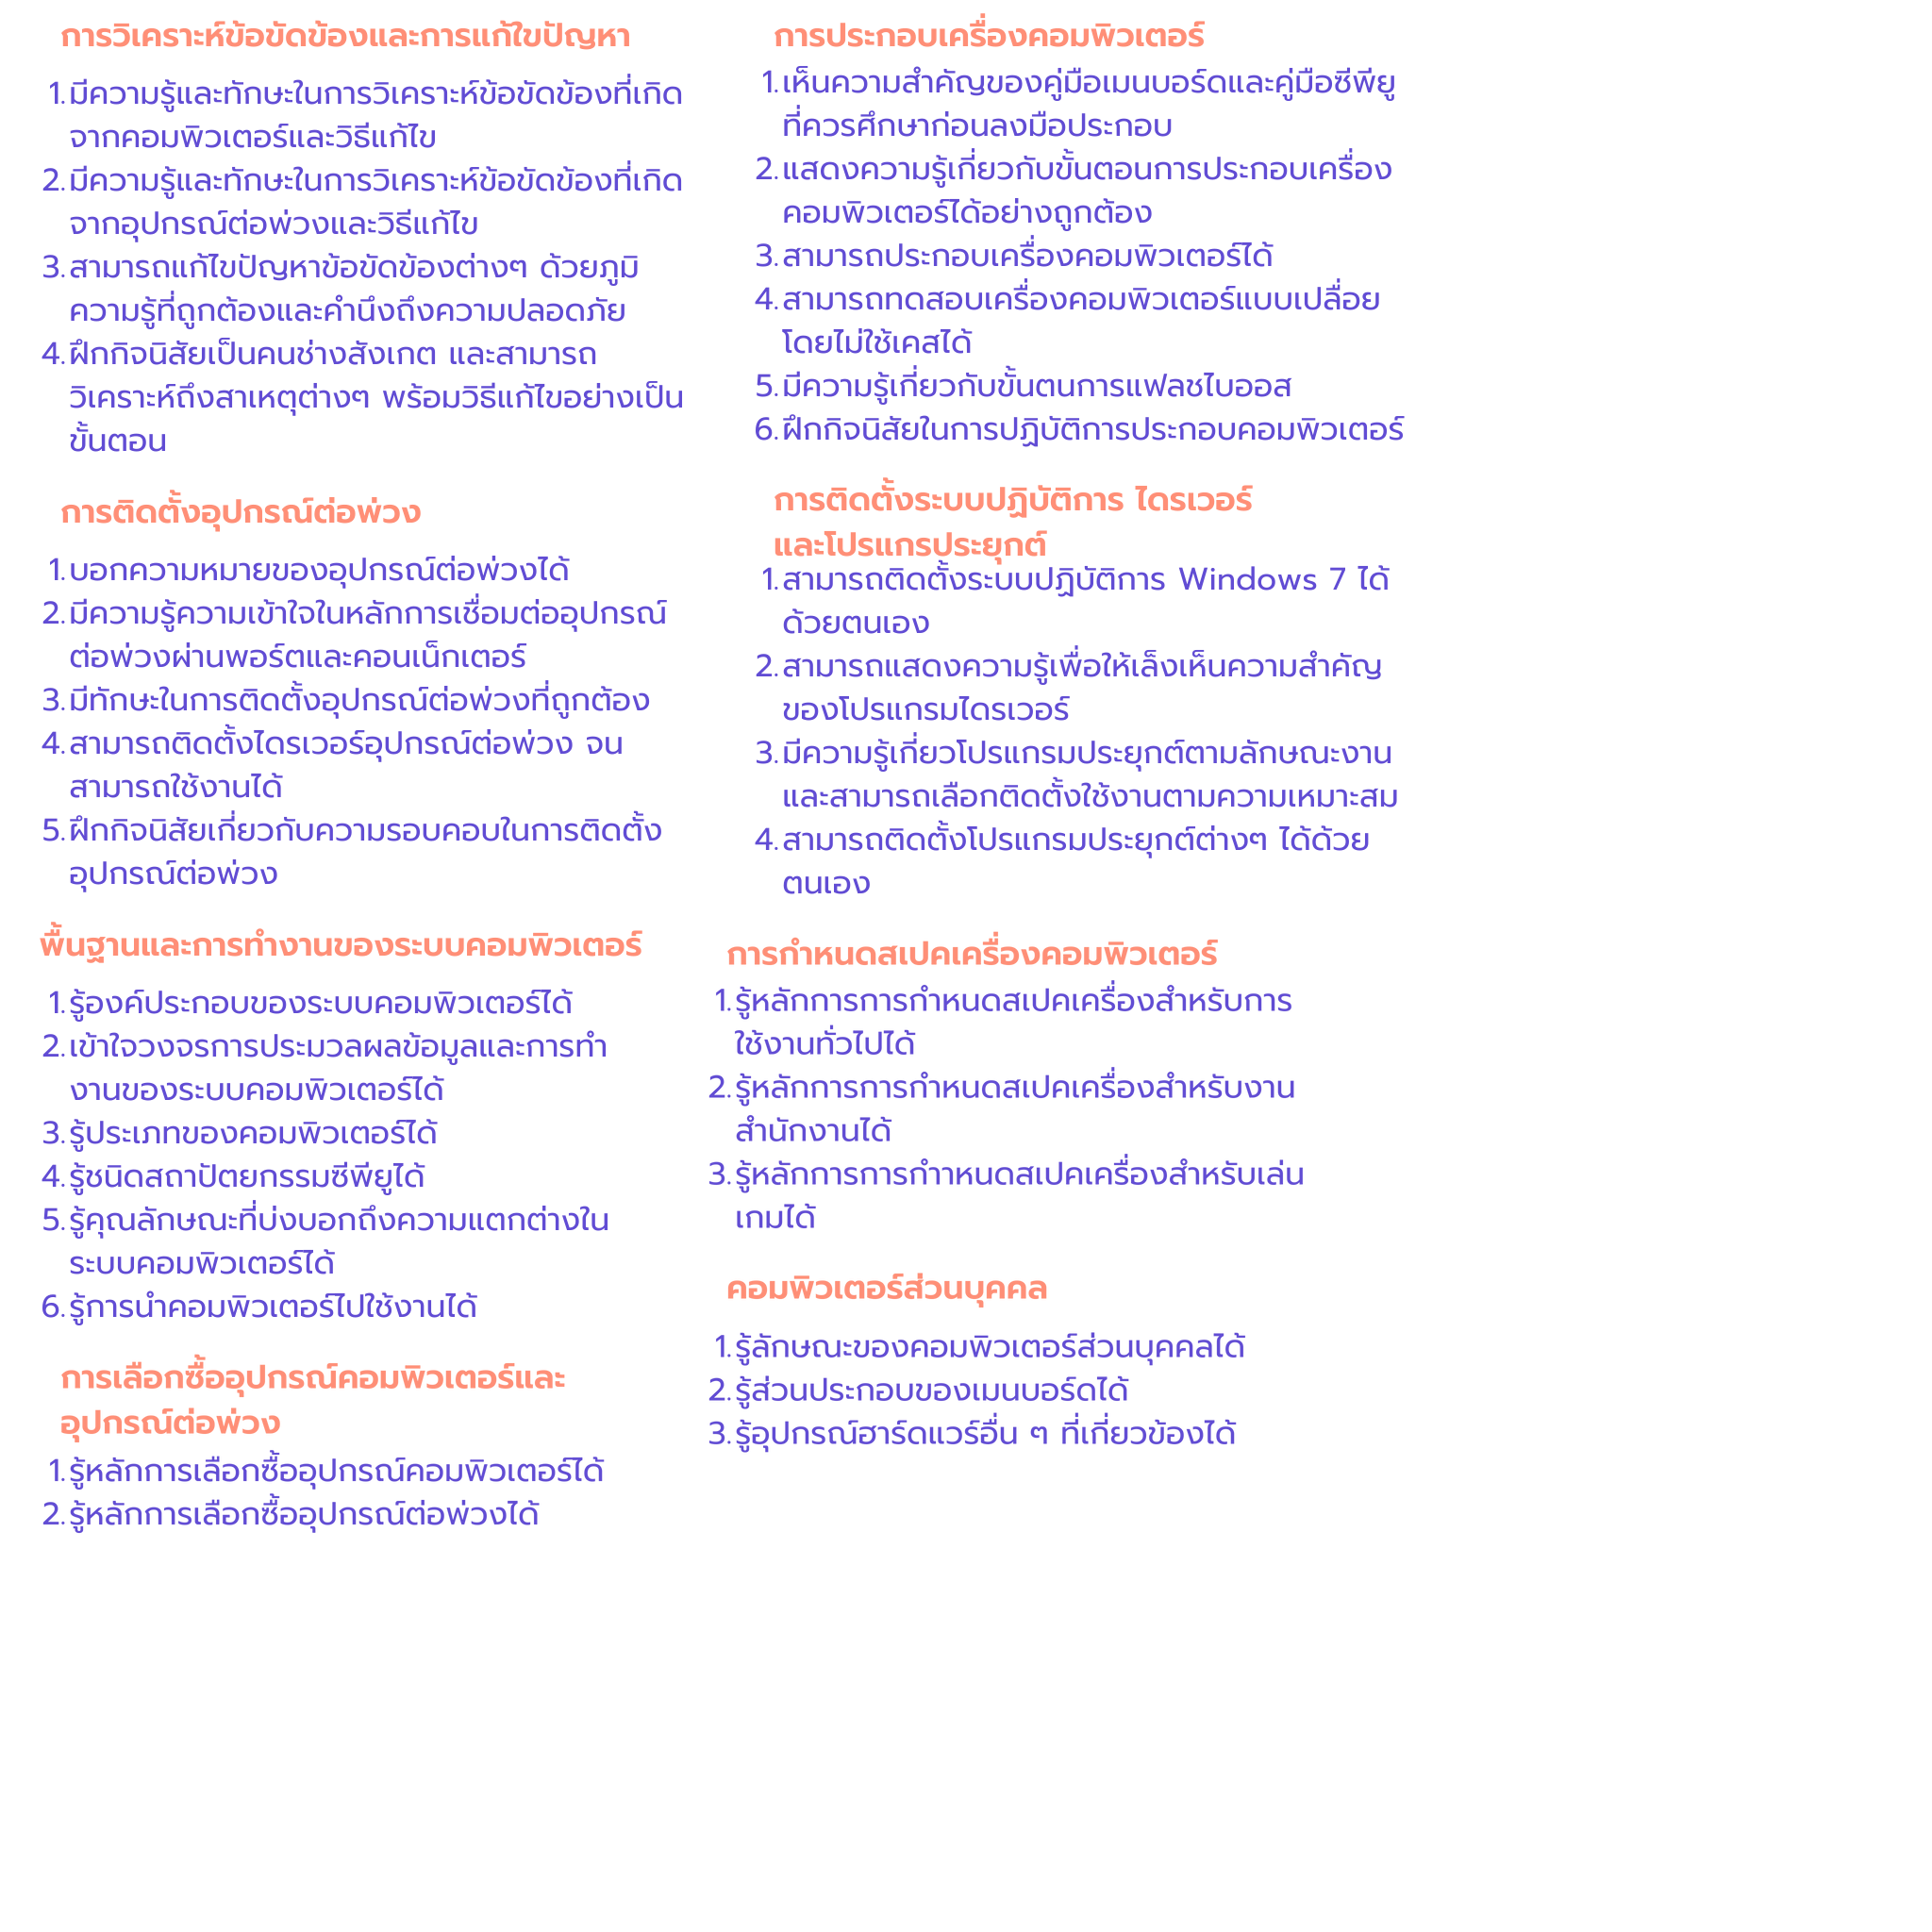 การวิเคราะห์ข้อขัดข้องและการแก้ใขปัญหา
1. มีความรู้และทักษะในการวิเคราะห์ข้อขัดข้องที่เกิด
จากคอมพิวเตอร์และวิธีแก้ไข
2. มีความรู้และทักษะในการวิเคราะห์ข้อขัดข้องที่เกิด
จากอุปกรณ์ต่อพ่วงและวิธีแก้ไข
3. สามารถแก้ไขปัญหาข้อขัดข้องต่างๆ ด้วยภูมิ
ความรู้ที่ถูกต้องและคำนึงถึงความปลอดภัย
4. ฝึกกิจนิสัยเป็นคนช่างสังเกต และสามารถ
วิเคราะห์ถึงสาเหตุต่างๆ พร้อมวิธีแก้ไขอย่างเป็น
ขั้นตอน
การติดตั้งอุปกรณ์ต่อพ่วง
1. บอกความหมายของอุปกรณ์ต่อพ่วงได้
2. มีความรู้ความเข้าใจในหลักการเชื่อมต่ออุปกรณ์
ต่อพ่วงผ่านพอร์ตและคอนเน็กเตอร์
3. มีทักษะในการติดตั้งอุปกรณ์ต่อพ่วงที่ถูกต้อง
4. สามารถติดตั้งไดรเวอร์อุปกรณ์ต่อพ่วง จน
สามารถใช้งานได้
5. ฝึกกิจนิสัยเกี่ยวกับความรอบคอบในการติดตั้ง
อุปกรณ์ต่อพ่วง
พื้นฐานและการทำงานของระบบคอมพิวเตอร์
1. รู้องค์ประกอบของระบบคอมพิวเตอร์ได้
2. เข้าใจวงจรการประมวลผลข้อมูลและการทำ
งานของระบบคอมพิวเตอร์ได้
3. รู้ประเภทของคอมพิวเตอร์ได้
4. รู้ชนิดสถาปัตยกรรมซีพียูได้
5. รู้คุณลักษณะที่บ่งบอกถึงความแตกต่างใน
ระบบคอมพิวเตอร์ได้
6. รู้การนำคอมพิวเตอร์ไปใช้งานได้
การเลือกซื้ออุปกรณ์คอมพิวเตอร์และ
อุปกรณ์ต่อพ่วง
1. รู้หลักการเลือกซื้ออุปกรณ์คอมพิวเตอร์ได้
2. รู้หลักการเลือกซื้ออุปกรณ์ต่อพ่วงได้
การประกอบเครื่องคอมพิวเตอร์
1. เห็นความสำคัญของคู่มือเมนบอร์ดและคู่มือซีพียู
ที่ควรศึกษาก่อนลงมือประกอบ
2. แสดงความรู้เกี่ยวกับขั้นตอนการประกอบเครื่อง
คอมพิวเตอร์ได้อย่างถูกต้อง
3. สามารถประกอบเครื่องคอมพิวเตอร์ได้
4. สามารถทดสอบเครื่องคอมพิวเตอร์แบบเปลื่อย
โดยไม่ใช้เคสได้
5. มีความรู้เกี่ยวกับขั้นตนการแฟลชไบออส
6. ฝึกกิจนิสัยในการปฏิบัติการประกอบคอมพิวเตอร์
การติดตั้งระบบปฏิบัติการ ไดรเวอร์
และโปรแกรประยุกต์
1. สามารถติดตั้งระบบปฏิบัติการ Windows 7 ได้
ด้วยตนเอง
2. สามารถแสดงความรู้เพื่อให้เล็งเห็นความสำคัญ
ของโปรแกรมไดรเวอร์
3. มีความรู้เกี่ยวโปรแกรมประยุกต์ตามลักษณะงาน
และสามารถเลือกติดตั้งใช้งานตามความเหมาะสม
4. สามารถติดตั้งโปรแกรมประยุกต์ต่างๆ ได้ด้วย
ตนเอง
การกำหนดสเปคเครื่องคอมพิวเตอร์
1. รู้หลักการการกำหนดสเปคเครื่องสำหรับการ
ใช้งานทั่วไปได้
2. รู้หลักการการกำหนดสเปคเครื่องสำหรับงาน
สำนักงานได้
3. รู้หลักการการกำาหนดสเปคเครื่องสำหรับเล่น
เกมได้
คอมพิวเตอร์ส่วนบุคคล
1. รู้ลักษณะของคอมพิวเตอร์ส่วนบุคคลได้
2. รู้ส่วนประกอบของเมนบอร์ดได้
3. รู้อุปกรณ์ฮาร์ดแวร์อื่น ๆ ที่เกี่ยวข้องได้